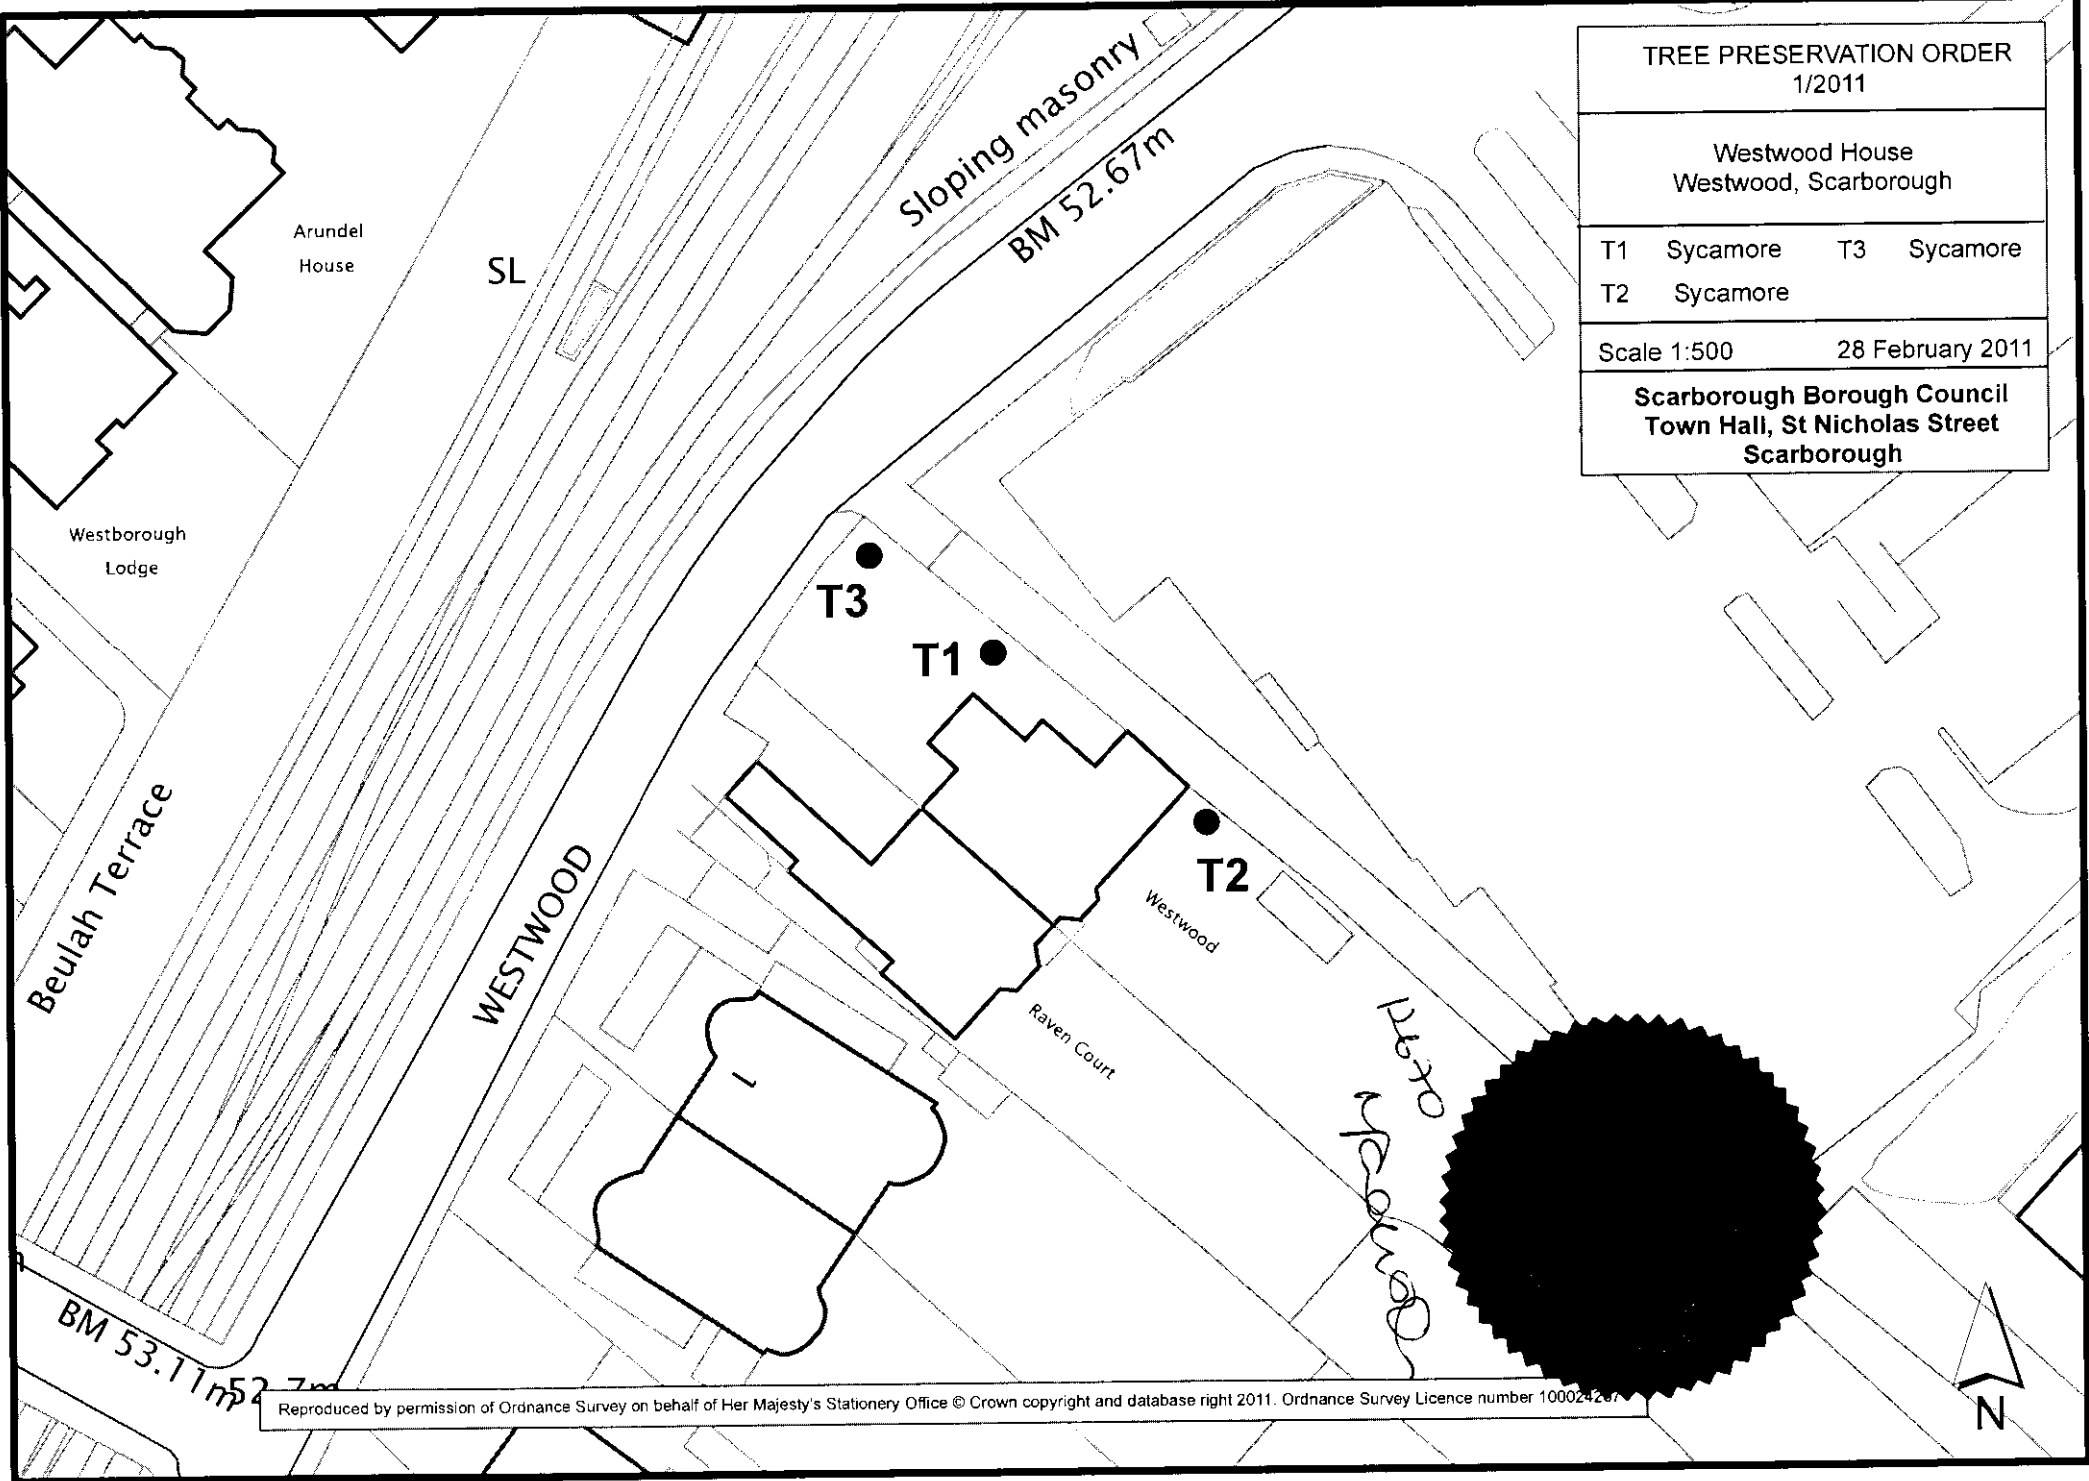 TREE PRESERVATION ORDER
1/2011
Westwood House
Westwood, Scarborough
T1 Sycamore T3 Sycamore
T2 Sycamore
Scale 1:500 28 February 2011
Scarborough Borough Council
Town Hall, St Nicholas Street
Scarborough
Sloping masonry
BM 52.67m
Arundel
House
SL
Westborough
Lodge
T3
T1
T2
Beulah Terrace
WESTWOOD
Westwood
Raven Court
1
BM 53.11m
52.7m
N
Reproduced by permission of Ordnance Survey on behalf of Her Majesty's Stationery Office © Crown copyright and database right 2011. Ordnance Survey Licence number